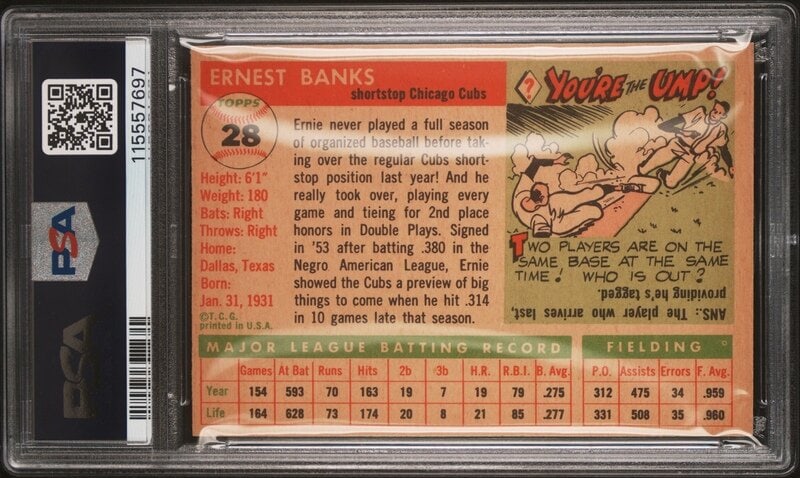 115557697
PSA
PSA
ERNEST BANKS
shortstop Chicago Cubs
TOPPS
28
Height: 6'1"
Weight: 180
Bats: Right
Throws: Right
Home:
Dallas, Texas
Born:
Jan. 31, 1931
©T.C.G.
printed in U.S.A.
Ernie never played a full season
of organized baseball before tak-
ing over the regular Cubs short-
stop position last year! And he
really took over, playing every
game and tieing for 2nd place
honors in Double Plays. Signed
in '53 after batting .380 in the
Negro American League, Ernie
showed the Cubs a preview of big
things to come when he hit .314
in 10 games late that season.
? YOU'RE THE UMP!
TWO PLAYERS ARE ON THE
SAME BASE AT THE SAME
TIME! WHO IS OUT?
ANS.: The player who arrives last,
providing he's tagged.
MAJOR LEAGUE BATTING RECORD FIELDING
Games At Bat Runs Hits 2b 3b H.R. R.B.I. B. Avg. P.O. Assists Errors F. Avg.
Year 154 593 70 163 19 7 19 79 .275 312 475 34 .959
Life 164 628 73 174 20 8 21 85 .277 331 508 35 .960